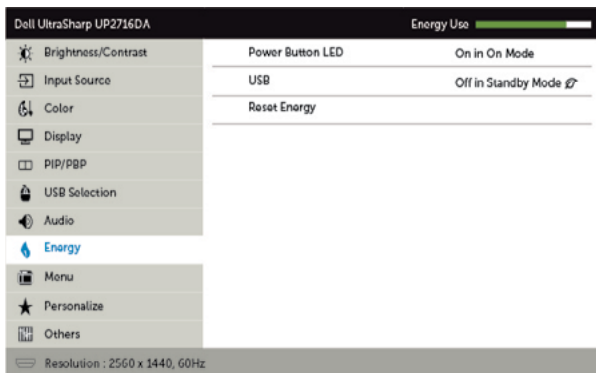 Dell UltraSharp UP2716DA
Energy Use
Brightness/Contrast
Power Button LED
On in On Mode
Input Source
USB
Off in Standby Mode
Color
Reset Energy
Display
PIP/PBP
USB Selection
Audio
Energy
Menu
Personalize
Others
Resolution : 2560 x 1440, 60Hz